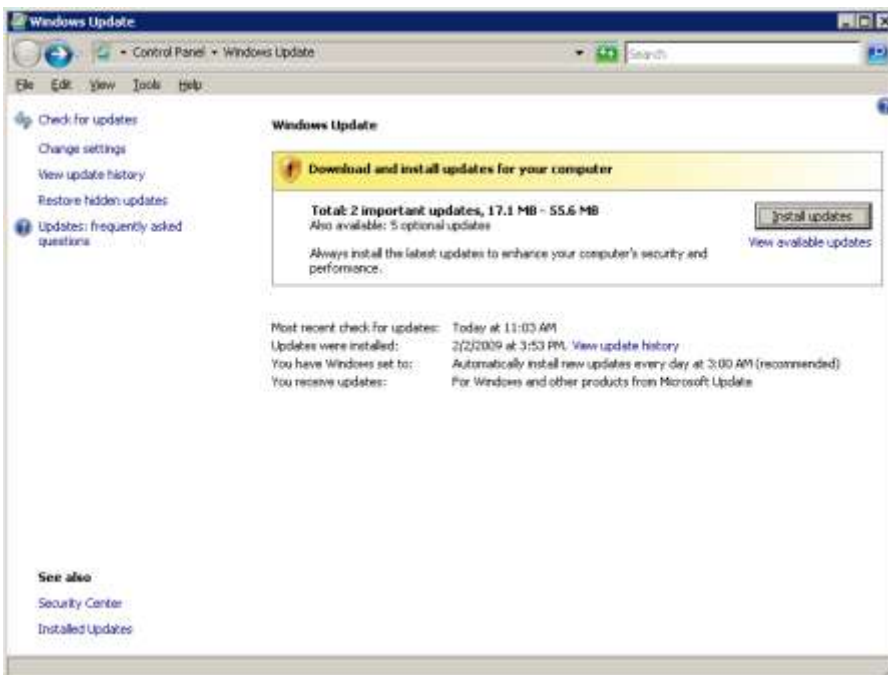 Windows Update
Control Panel • Windows Update
Search
File Edit View Tools Help
Check for updates
Change settings
View update history
Restore hidden updates
Updates: frequently asked
questions
Windows Update
Download and install updates for your computer
Total: 2 important updates, 17.1 MB - 55.6 MB
Also available: 5 optional updates
Install updates
View available updates
Always install the latest updates to enhance your computer's security and
performance.
Most recent check for updates: Today at 11:03 AM
Updates were installed: 2/2/2009 at 3:53 PM. View update history
You have Windows set to: Automatically install new updates every day at 3:00 AM (recommended)
You receive updates: For Windows and other products from Microsoft Update
See also
Security Center
Installed Updates